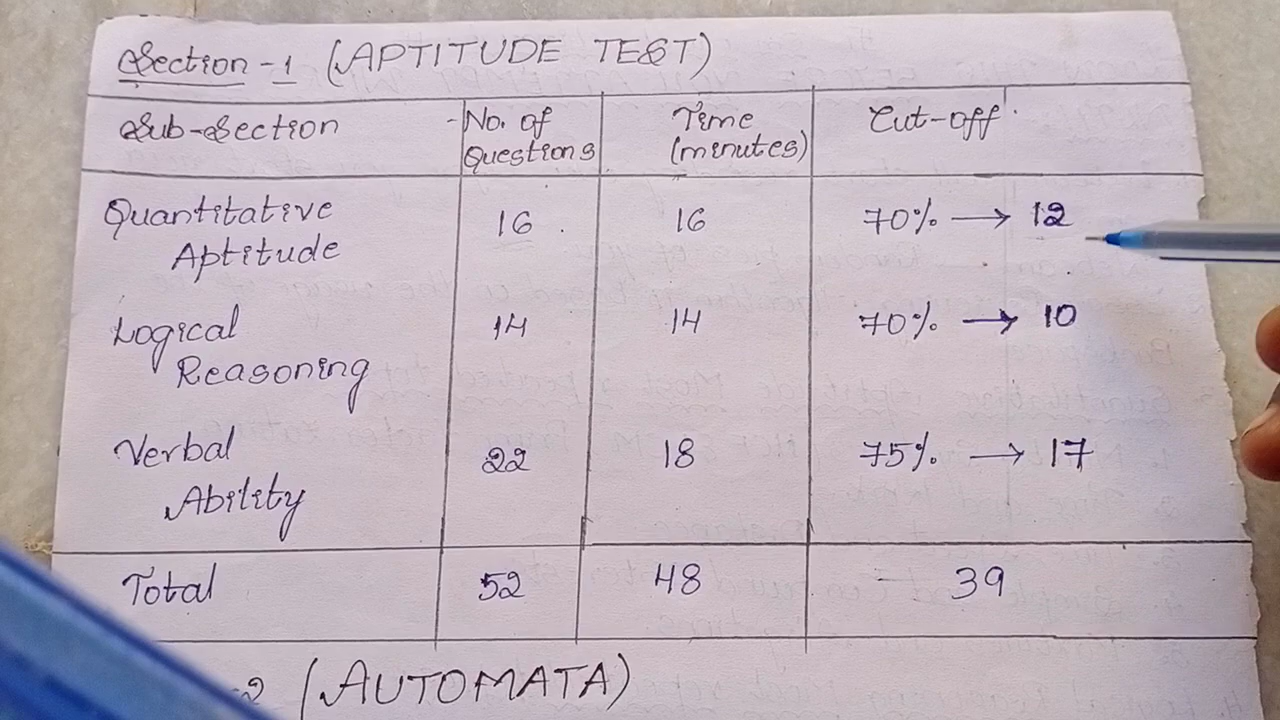 Section - 1 (APTITUDE TEST)
Sub-Section No. of Questions Time (minutes) Cut-off
Quantitative Aptitude 16 16 70% → 12
Logical Reasoning 14 14 70% → 10
Verbal Ability 22 18 75% → 17
Total 52 48 39
2 (AUTOMATA)